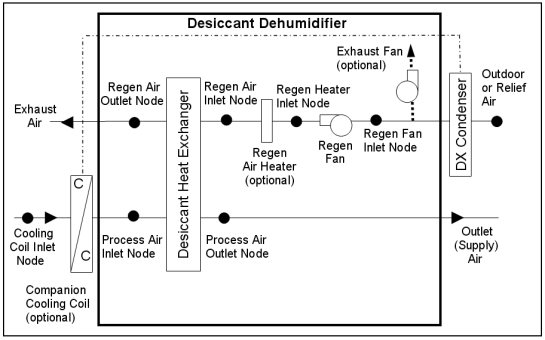 Desiccant Dehumidifier
Exhaust Fan
(optional)
Regen Air
Outlet Node
Regen Air
Inlet Node
Regen Heater
Inlet Node
Outdoor
or Relief
Air
Exhaust
Air
Desiccant Heat Exchanger
Regen
Air Heater
(optional)
Regen
Fan
Regen Fan
Inlet Node
DX Condenser
C
C
Cooling
Coil Inlet
Node
Process Air
Inlet Node
Process Air
Outlet Node
Outlet
(Supply)
Air
Companion
Cooling Coil
(optional)